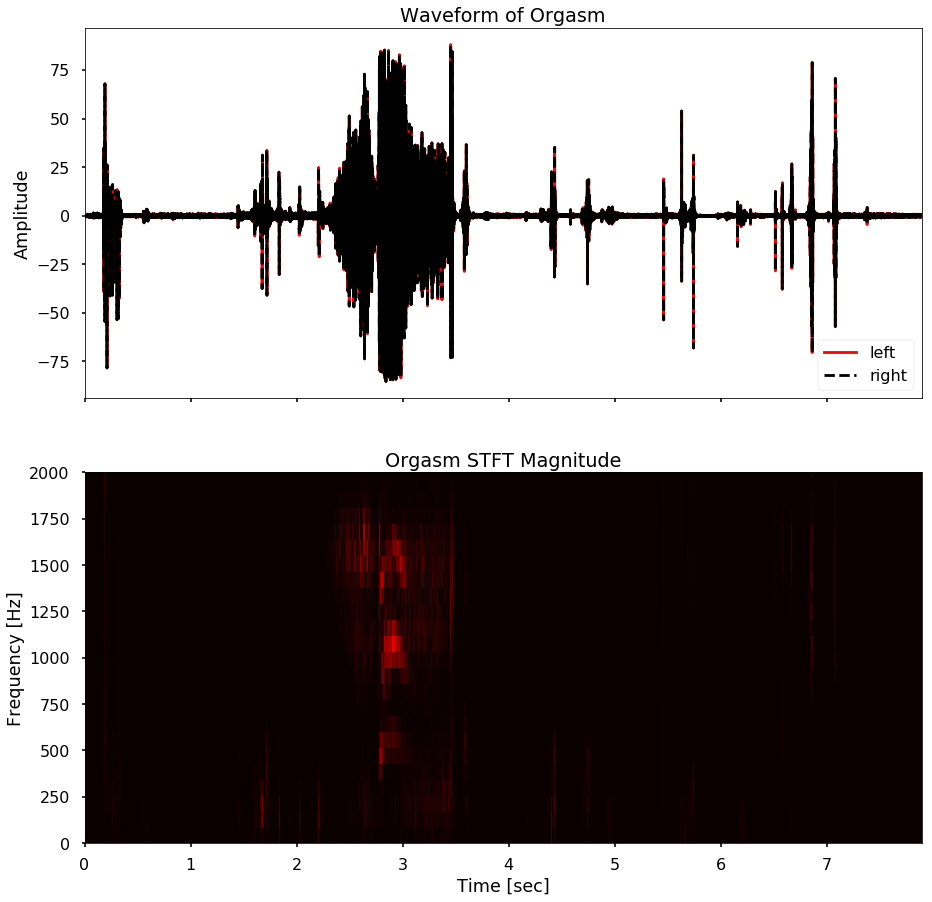 Waveform of Orgasm
Amplitude
75
50
25
0
−25
−50
−75
left
right
Orgasm STFT Magnitude
Frequency [Hz]
2000
1750
1500
1250
1000
750
500
250
0
0 1 2 3 4 5 6 7
Time [sec]